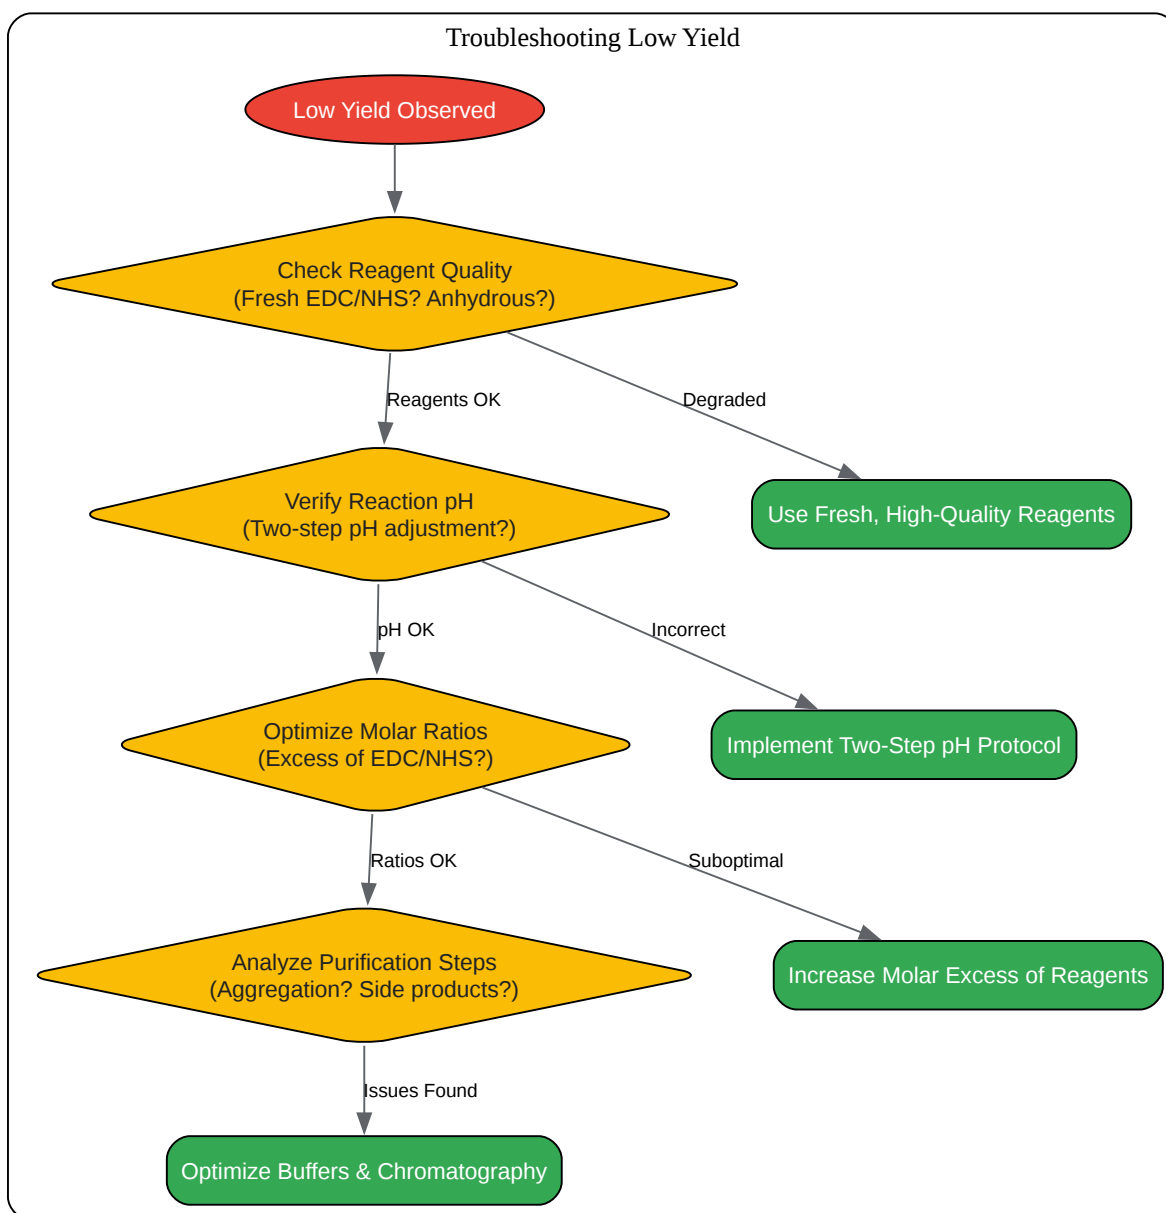 Troubleshooting Low Yield
Low Yield Observed
Check Reagent Quality
(Fresh EDC/NHS? Anhydrous?)
Reagents OK
Degraded
Verify Reaction pH
(Two-step pH adjustment?)
Use Fresh, High-Quality Reagents
pH OK
Incorrect
Optimize Molar Ratios
(Excess of EDC/NHS?)
Implement Two-Step pH Protocol
Ratios OK
Suboptimal
Analyze Purification Steps
(Aggregation? Side products?)
Increase Molar Excess of Reagents
Issues Found
Optimize Buffers & Chromatography